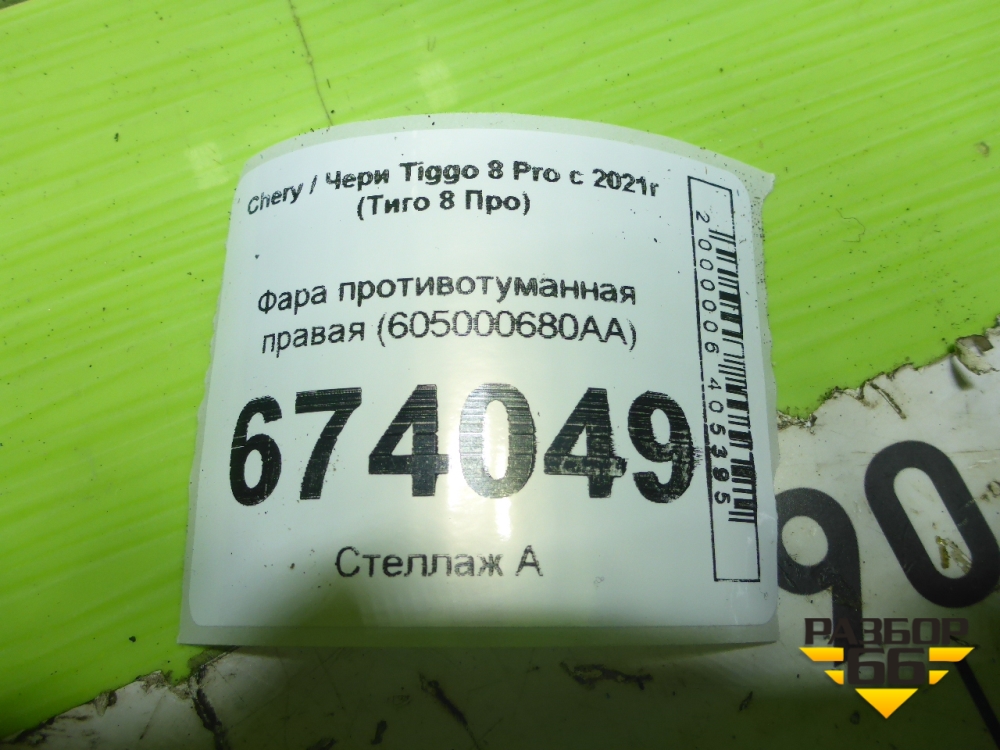 Chery / Чери Tiggo 8 Pro с 2021г
(Тиго 8 Про)
Фара противотуманная
правая (605000680AA)
674049
Стеллаж А
2000006405395
90
РАЗБОР
66